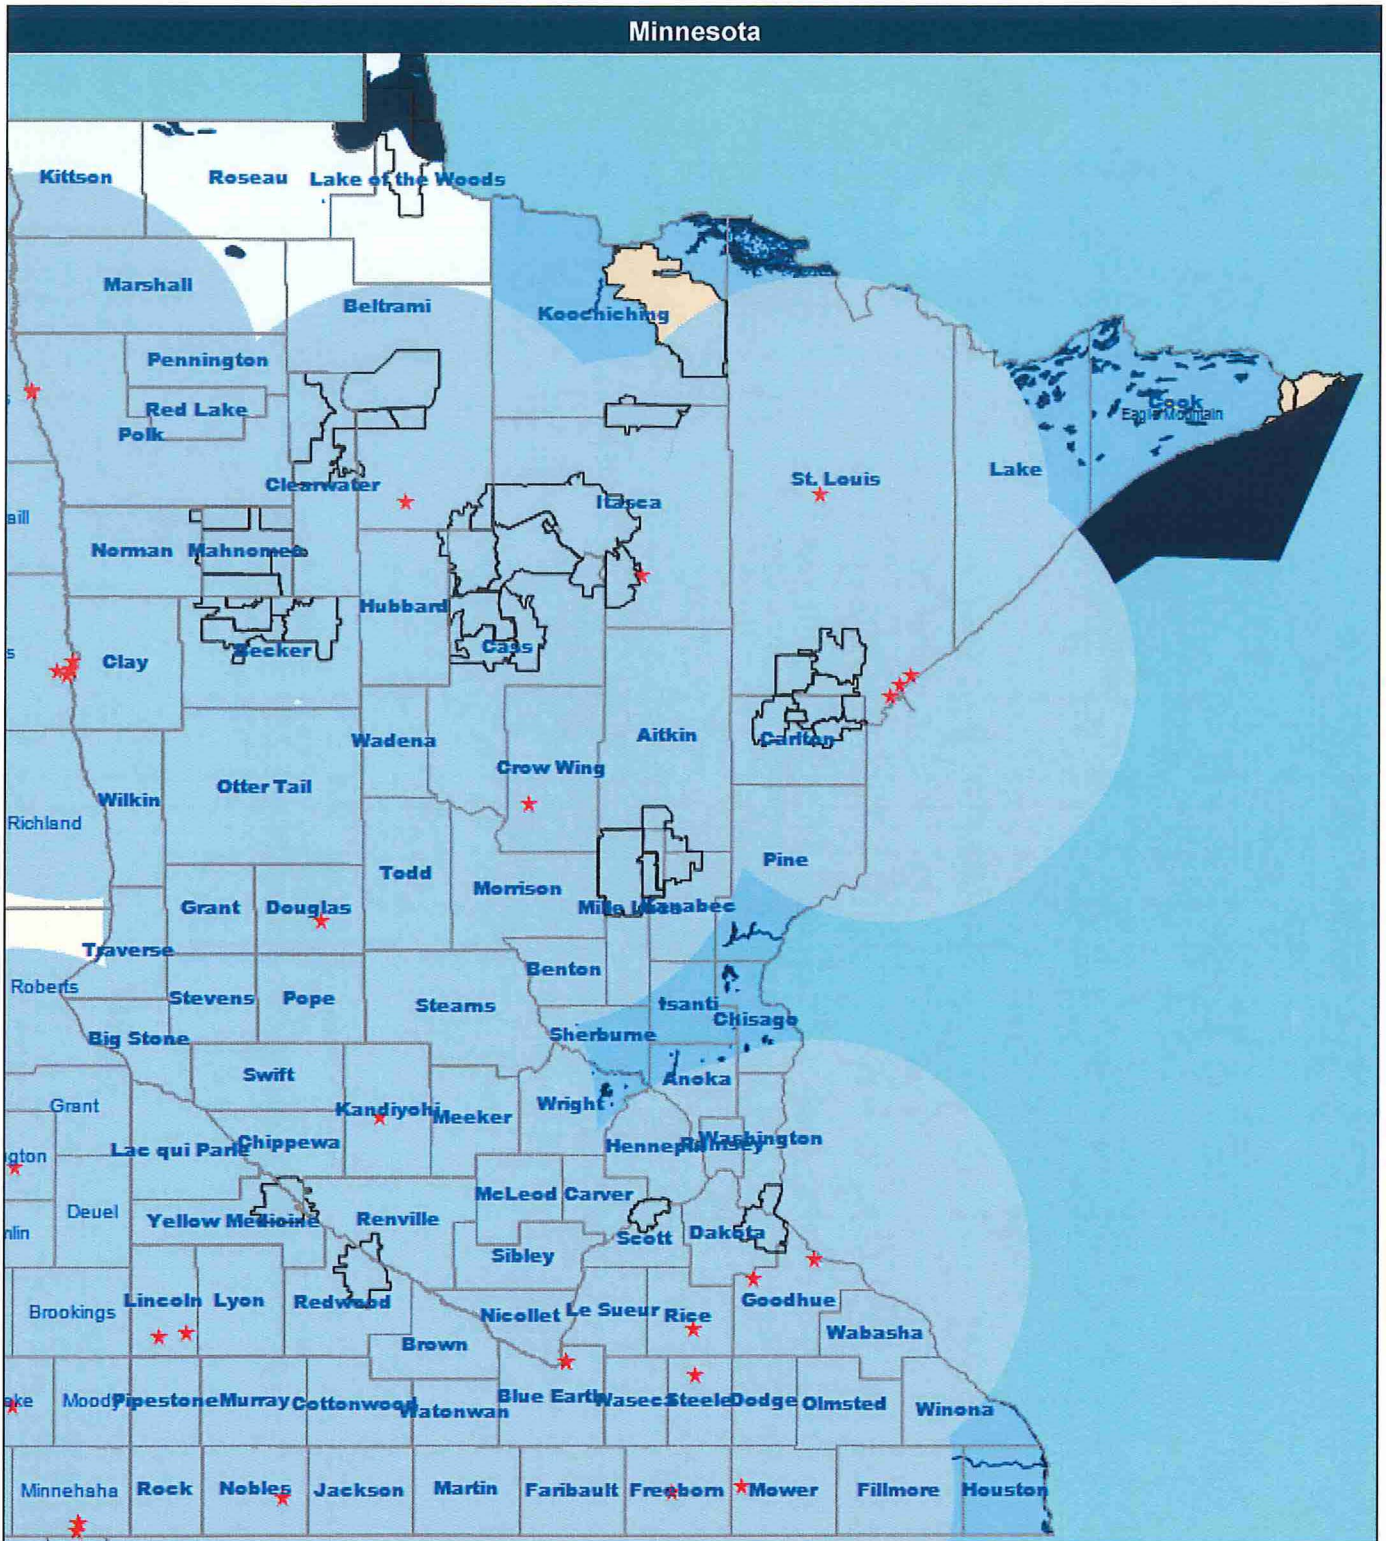 Minnesota
Kittson
Roseau
Lake of the Woods
Marshall
Beltrami
Koochiching
Pennington
Red Lake
Polk
Cook
Eagle Mountain
Clearwater
Itasca
St. Louis
Lake
Norman
Mahnomen
Hubbard
Clay
Becker
Cass
Wadena
Aitkin
Carlton
Crow Wing
Otter Tail
Wilkin
Richland
Todd
Morrison
Pine
Grant
Douglas
Mille Lacs
Kanabec
Traverse
Benton
Roberts
Stevens
Pope
Stearns
Isanti
Chisago
Big Stone
Sherburne
Swift
Anoka
Grant
Kandiyohi
Meeker
Wright
Lac qui Parle
Chippewa
Hennepin
Ramsey
Washington
McLeod
Carver
Deuel
Yellow Medicine
Renville
Scott
Dakota
Sibley
Brookings
Lincoln
Lyon
Redwood
Nicollet
Le Sueur
Rice
Goodhue
Wabasha
Brown
Moody
Pipestone
Murray
Cottonwood
Watonwan
Blue Earth
Waseca
Steele
Dodge
Olmsted
Winona
Minnehaha
Rock
Nobles
Jackson
Martin
Faribault
Freeborn
Mower
Fillmore
Houston